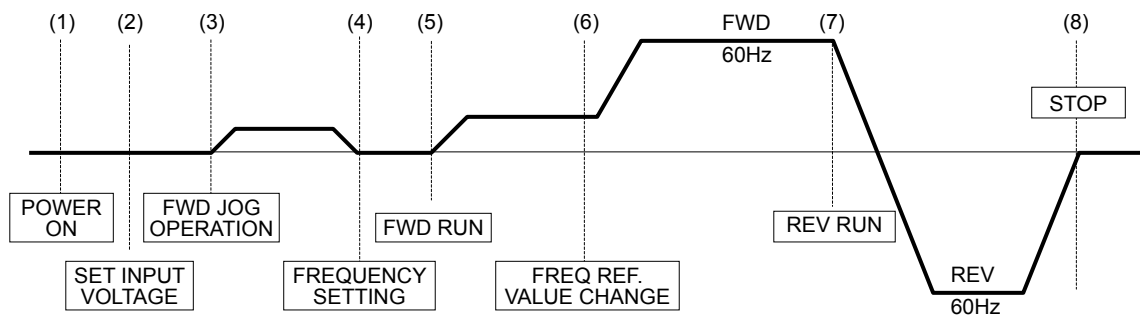 (1)
(2)
(3)
(4)
(5)
(6)
FWD
(7)
(8)
60Hz
STOP
POWER
ON
FWD JOG
OPERATION
FWD RUN
REV RUN
SET INPUT
VOLTAGE
FREQUENCY
SETTING
FREQ REF.
VALUE CHANGE
REV
60Hz